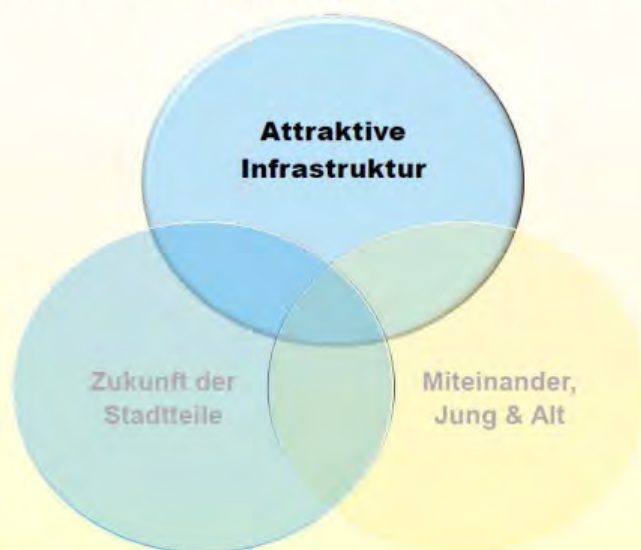 Attraktive
Infrastruktur
Zukunft der
Stadtteile
Miteinander,
Jung & Alt